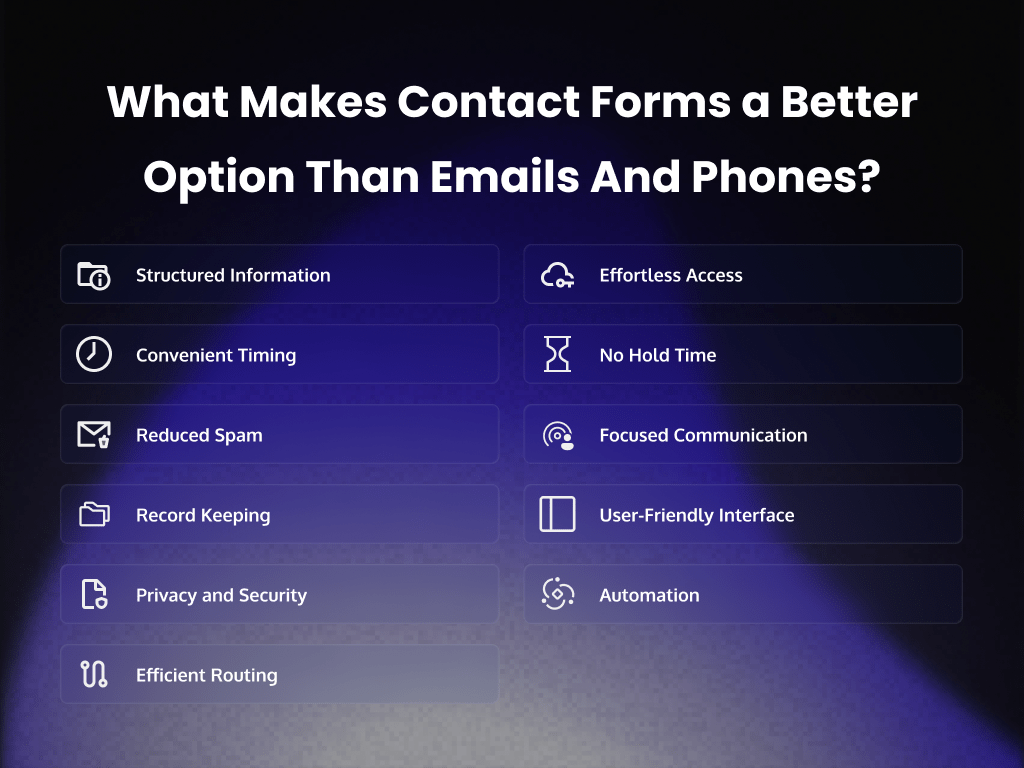 What Makes Contact Forms a Better
Option Than Emails And Phones?
Structured Information
Effortless Access
Convenient Timing
No Hold Time
Reduced Spam
Focused Communication
Record Keeping
User-Friendly Interface
Privacy and Security
Automation
Efficient Routing